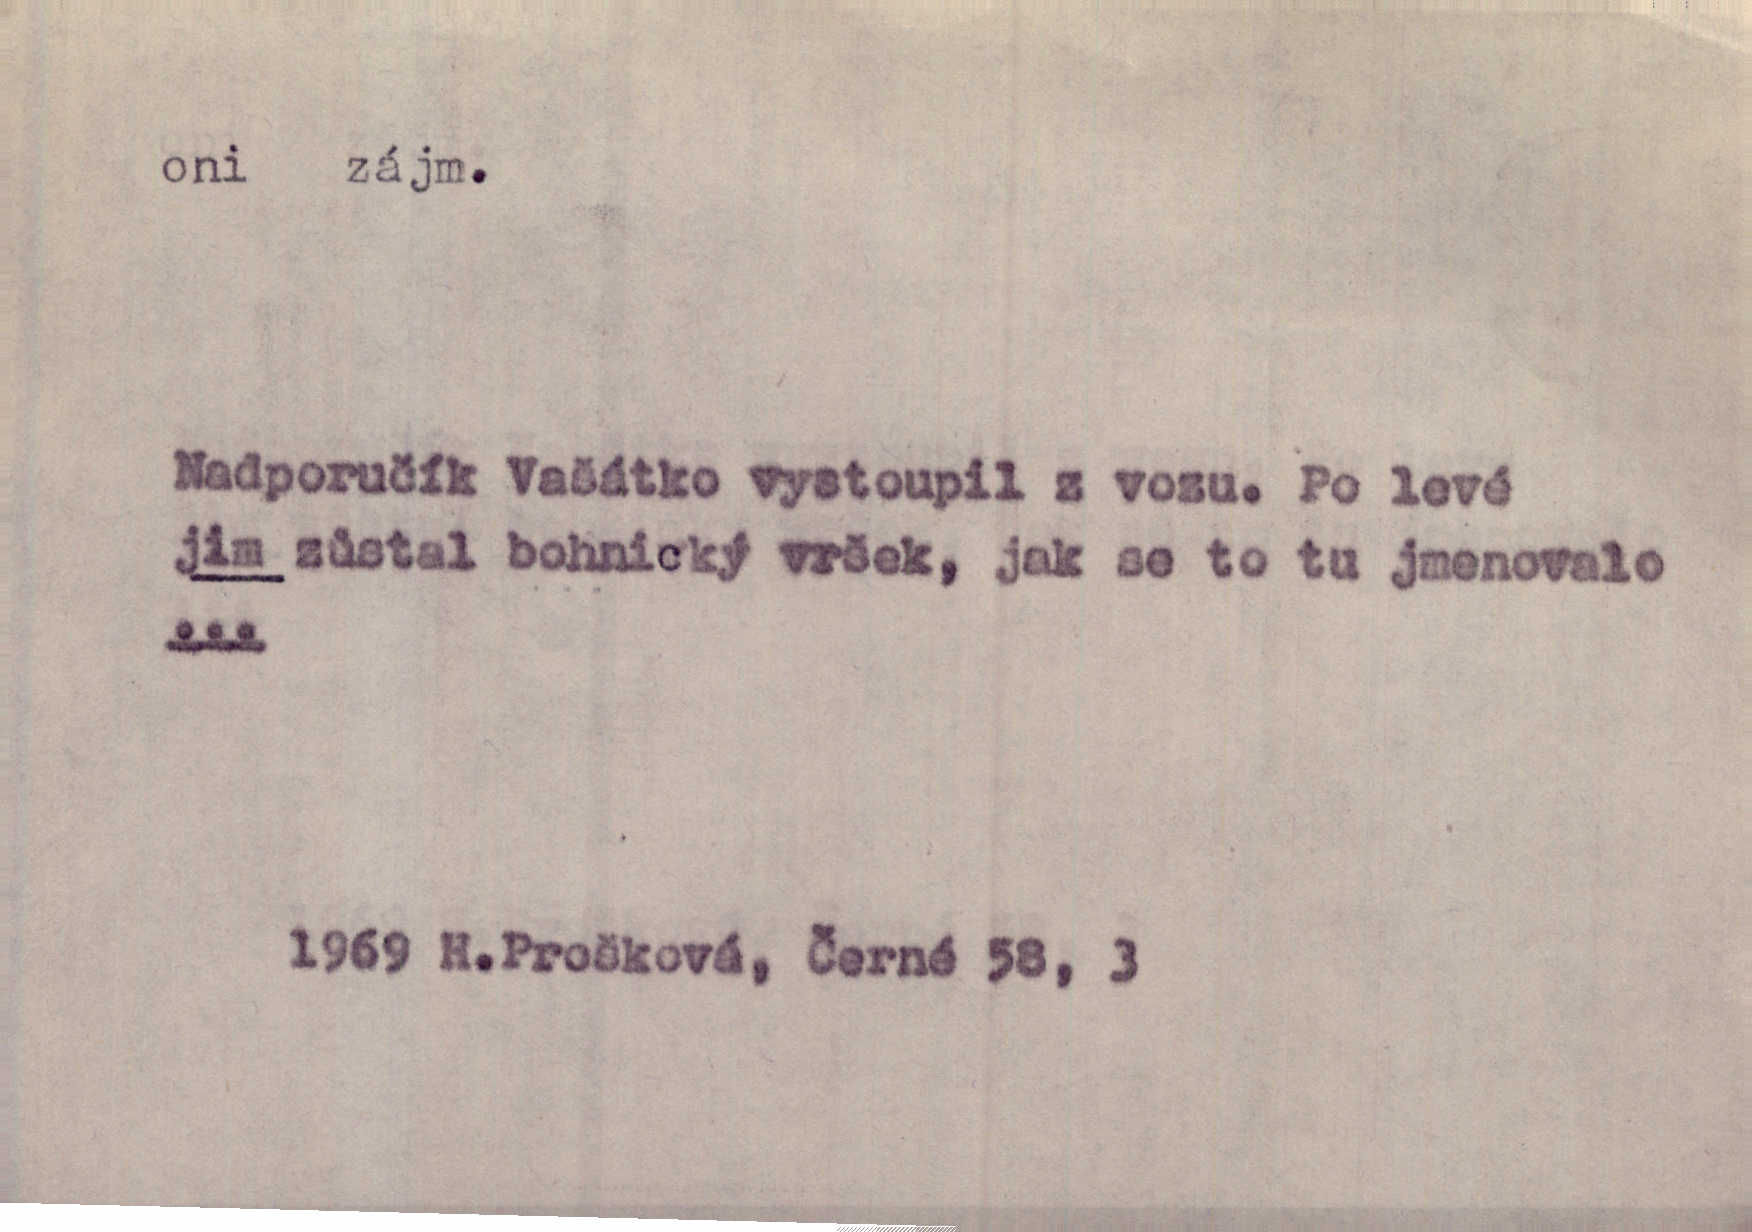 oni zájm.
Nadporučík Vašátko vystoupil z vozu. Po levé
jim zůstal bohnický vršek, jak se to tu jmenovalo
...
1969 H.Prošková, Černé 58, 3